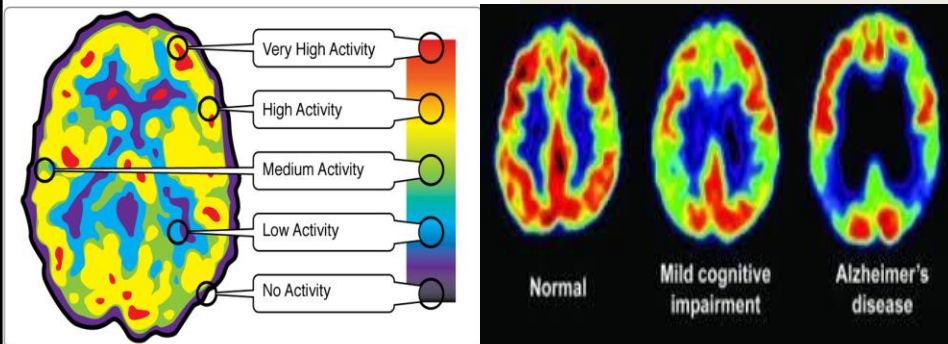 Very High Activity
High Activity
Medium Activity
Low Activity
No Activity
Normal
Mild cognitive
impairment
Alzheimer's
disease